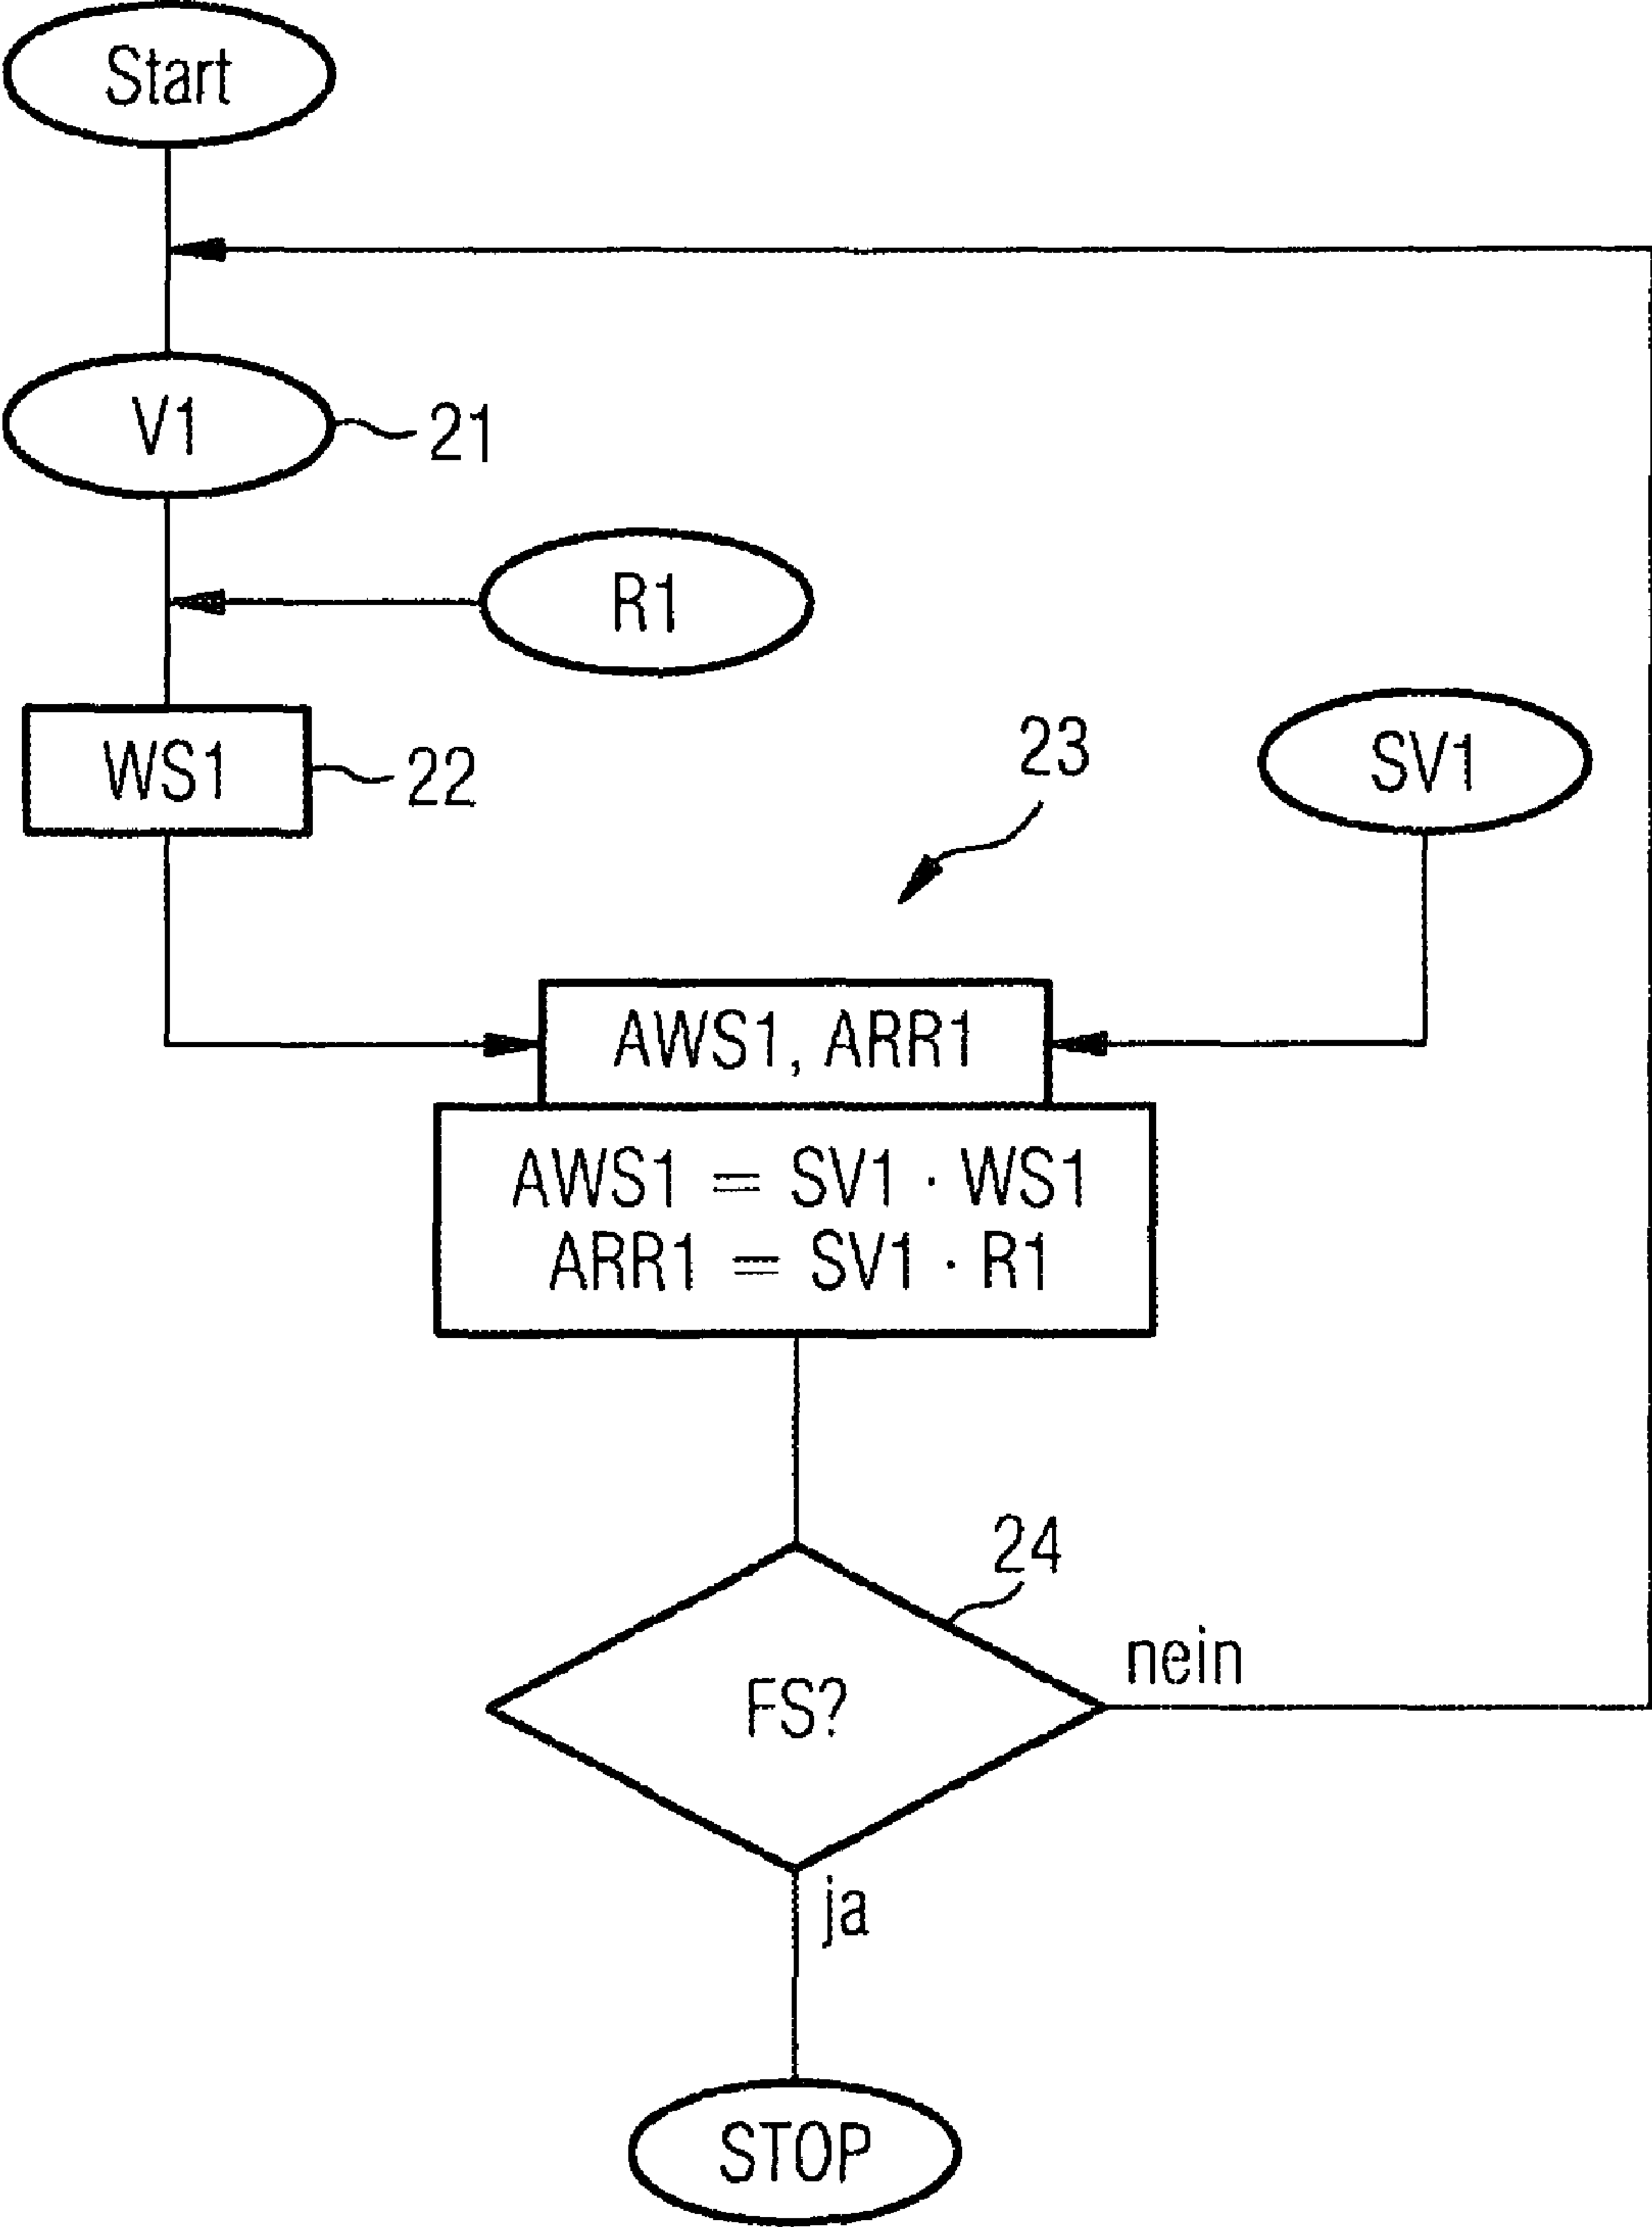 Start
V1
21
R1
WS1
22
23
SV1
AWS1, ARR1
AWS1 = SV1 · WS1
ARR1 = SV1 · R1
24
FS?
nein
ja
STOP